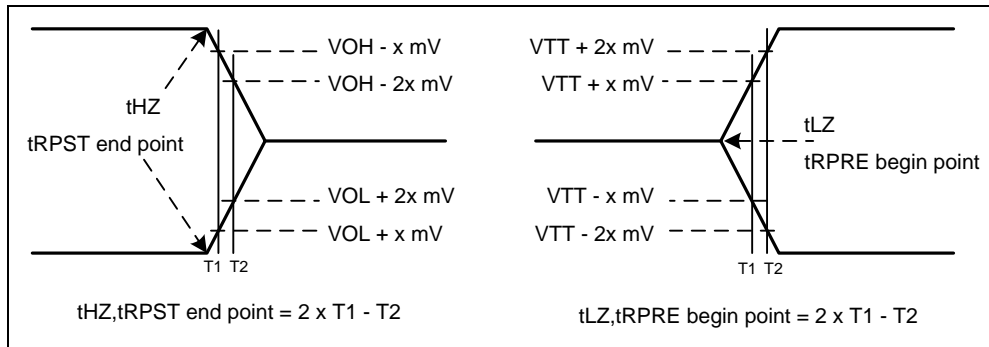 VOH - x mV
VOH - 2x mV
tHZ
tRPST end point
VOL + 2x mV
VOL + x mV
T1 T2
tHZ,tRPST end point = 2 x T1 - T2
VTT + 2x mV
VTT + x mV
tLZ
tRPRE begin point
VTT - x mV
VTT - 2x mV
T1 T2
tLZ,tRPRE begin point = 2 x T1 - T2